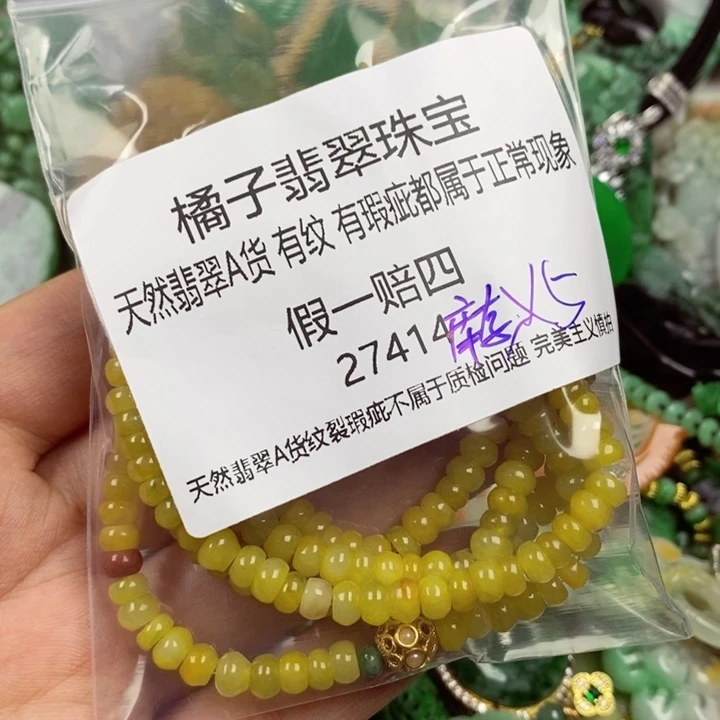 橘子翡翠珠宝
天然翡翠A货 有纹 有瑕疵都属于正常现象
假一赔四
27414
库存
天然翡翠A货纹裂瑕疵不属于质检问题 完美主义慎拍